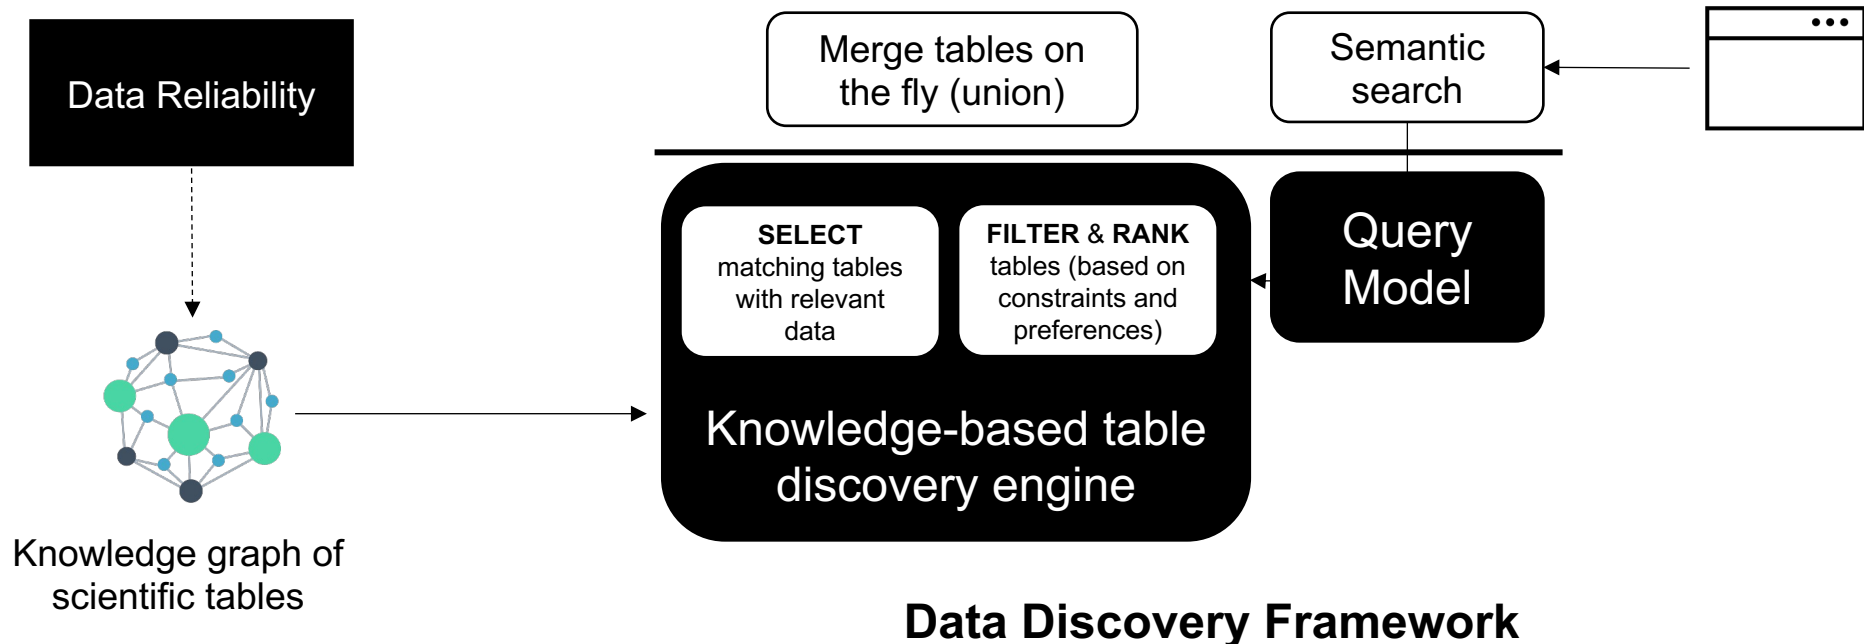 Data Reliability
Merge tables on
the fly (union)
Semantic
search
SELECT
matching tables
with relevant
data
FILTER & RANK
tables (based on
constraints and
preferences)
Query
Model
Knowledge-based table
discovery engine
Knowledge graph of
scientific tables
Data Discovery Framework